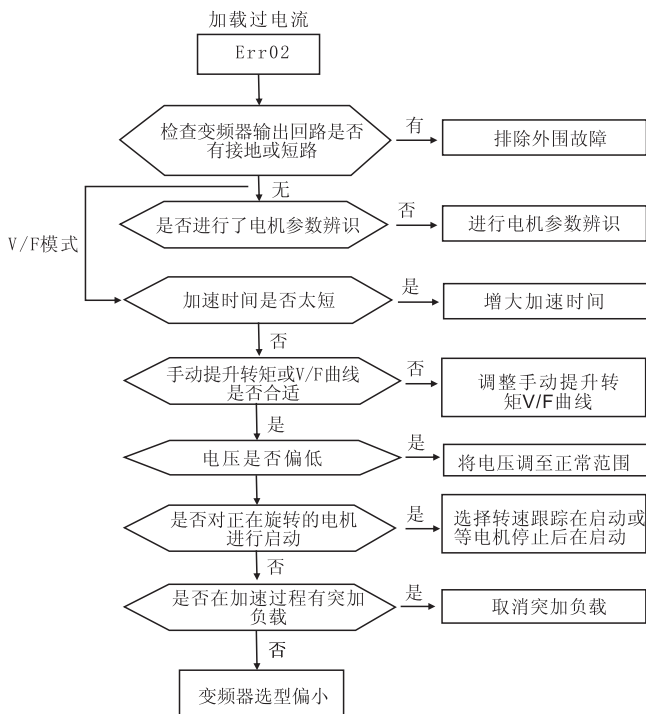 加载过电流
Err02
检查变频器输出回路是否
有接地或短路
有
排除外围故障
无
V/F模式
是否进行了电机参数辨识
否
进行电机参数辨识
加速时间是否太短
是
增大加速时间
否
手动提升转矩或V/F曲线
是否合适
否
调整手动提升转
矩V/F曲线
是
电压是否偏低
是
将电压调至正常范围
是否对正在旋转的电机
进行启动
是
选择转速跟踪在启动或
等电机停止后在启动
否
是否在加速过程有突加
负载
是
取消突加负载
否
变频器选型偏小